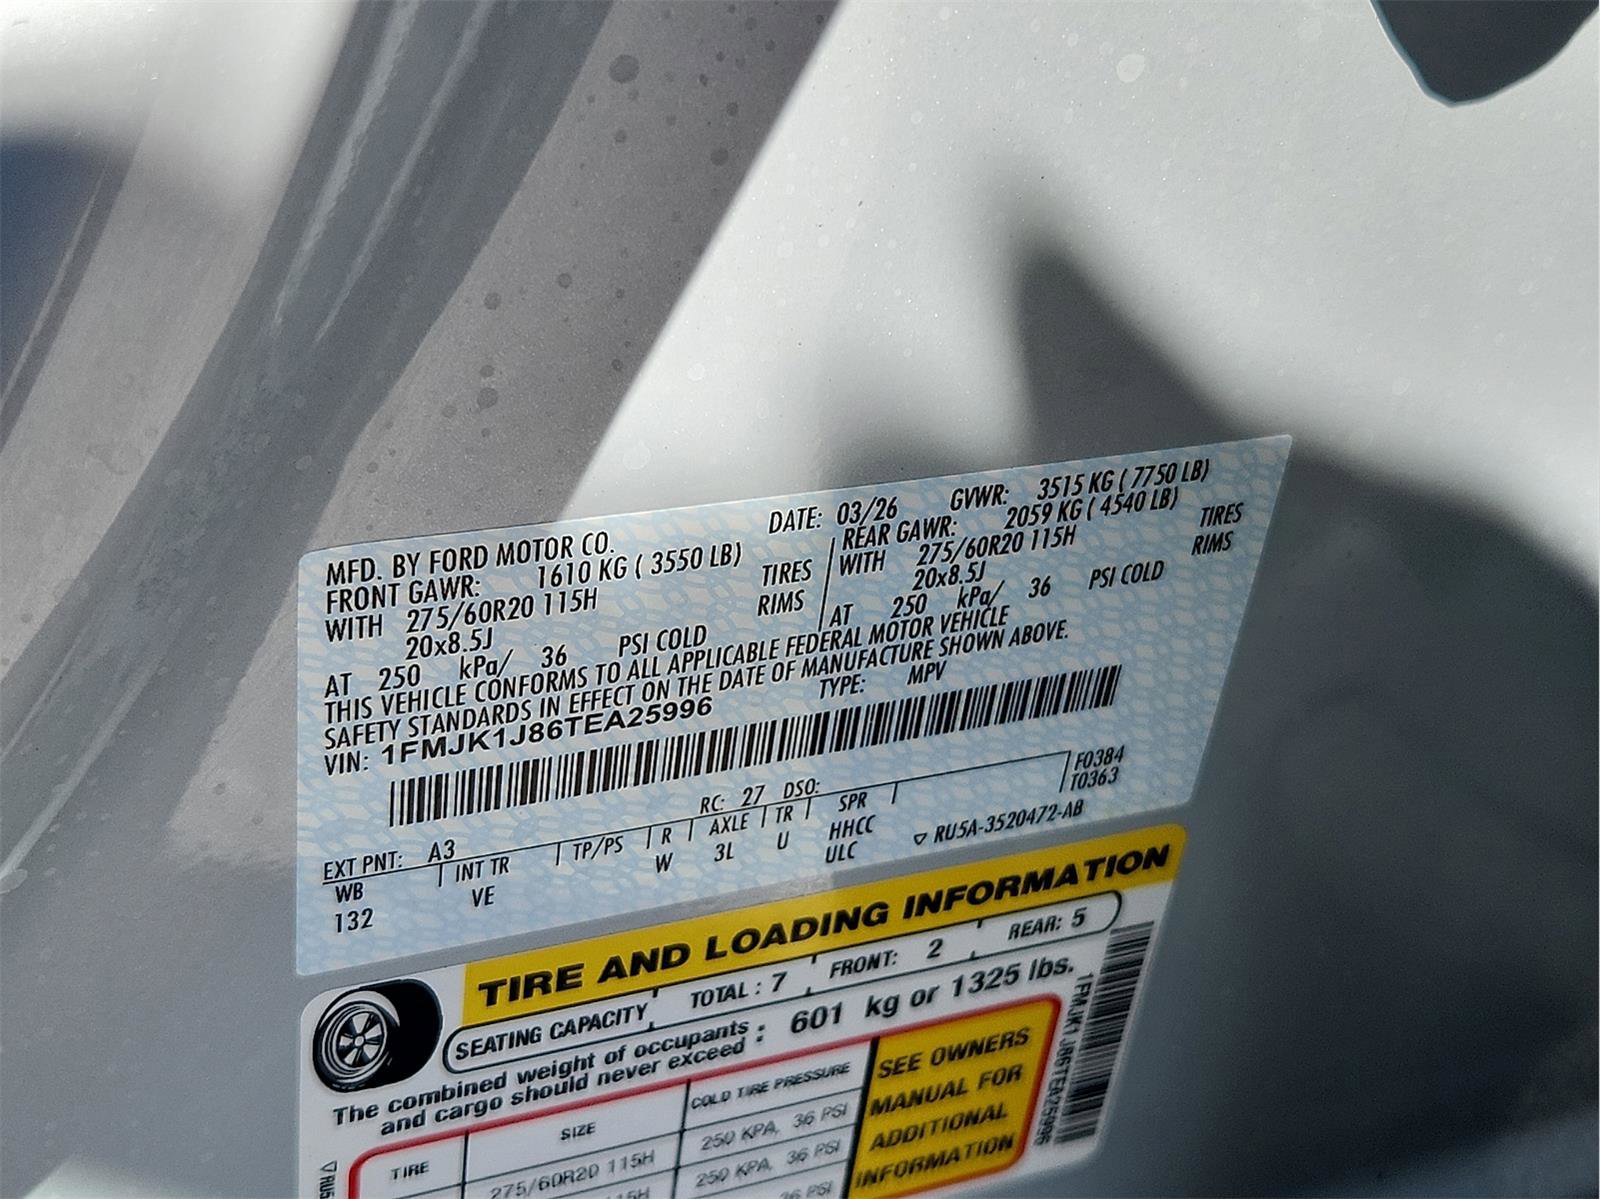 MFD. BY FORD MOTOR CO.
DATE: 03/26 GVWR: 3515 KG ( 7750 LB)
FRONT GAWR: 1610 KG ( 3550 LB)
WITH 275/60R20 115H TIRES
20x8.5J RIMS
AT 250 kPa/ 36 PSI COLD
REAR GAWR: 2059 KG ( 4540 LB)
WITH 275/60R20 115H TIRES
20x8.5J RIMS
AT 250 kPa/ 36 PSI COLD
THIS VEHICLE CONFORMS TO ALL APPLICABLE FEDERAL MOTOR VEHICLE
SAFETY STANDARDS IN EFFECT ON THE DATE OF MANUFACTURE SHOWN ABOVE.
VIN: 1FMJK1J86TEA25996 TYPE: MPV
EXT PNT: A3 RC: 27 DSO: F0384
WB INT TR TP/PS R AXLE TR SPR T0363
132 VE W 3L U HHCC
ULC RU5A-3520472-AB
TIRE AND LOADING INFORMATION
SEATING CAPACITY TOTAL : 7 FRONT: 2 REAR: 5
The combined weight of occupants
and cargo should never exceed : 601 kg or 1325 lbs.
TIRE SIZE COLD TIRE PRESSURE
275/60R20 115H 250 KPA, 36 PSI
15H 250 KPA, 36 PSI
36 PSI
SEE OWNERS
MANUAL FOR
ADDITIONAL
INFORMATION
1FMJK1J86TEA25996
RU5